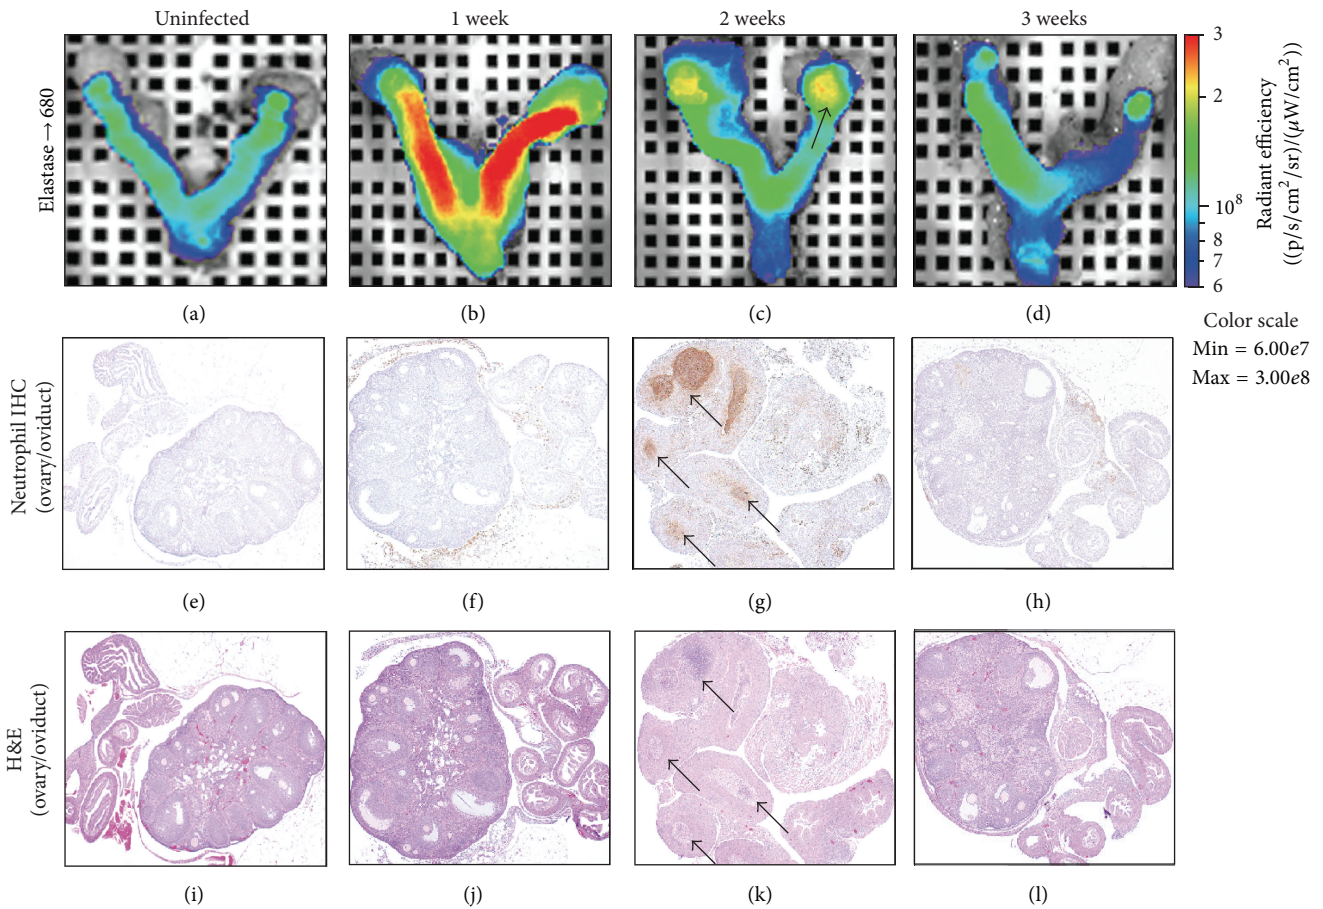 Uninfected
1 week
2 weeks
3 weeks
Elastase → 680
3
2
10⁸
8
7
6
Radiant efficiency
((p/s/cm²/sr)/(μW/cm²))
(a)
(b)
(c)
(d)
Color scale
Min = 6.00e7
Max = 3.00e8
Neutrophil IHC
(ovary/oviduct)
(e)
(f)
(g)
(h)
H&E
(ovary/oviduct)
(i)
(j)
(k)
(l)